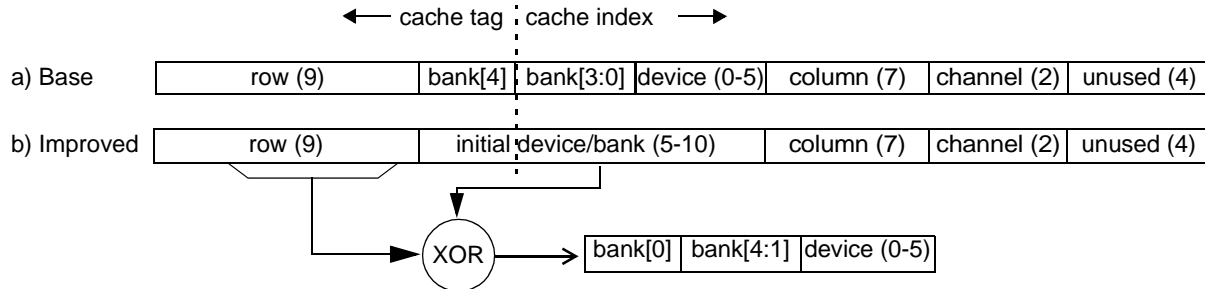 cache tag cache index
a) Base row (9) bank[4] bank[3:0] device (0-5) column (7) channel (2) unused (4)
b) Improved row (9) initial device/bank (5-10) column (7) channel (2) unused (4)
XOR bank[0] bank[4:1] device (0-5)